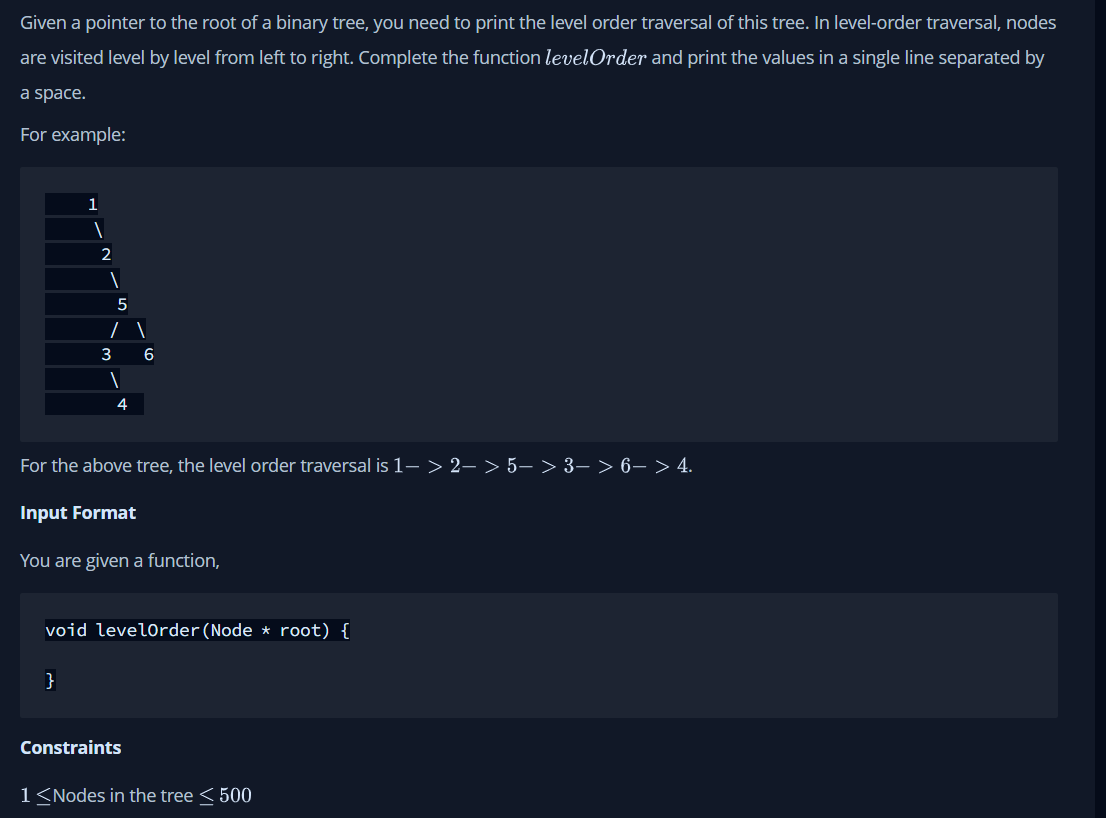 Given a pointer to the root of a binary tree, you need to print the level order traversal of this tree. In level-order traversal, nodes
are visited level by level from left to right. Complete the function levelOrder and print the values in a single line separated by
a space.
For example:
1
\
2
\
5
/ \
3 6
\
4
For the above tree, the level order traversal is 1− > 2− > 5− > 3− > 6− > 4.
Input Format
You are given a function,
void levelOrder(Node * root) {
}
Constraints
1 ≤Nodes in the tree ≤ 500